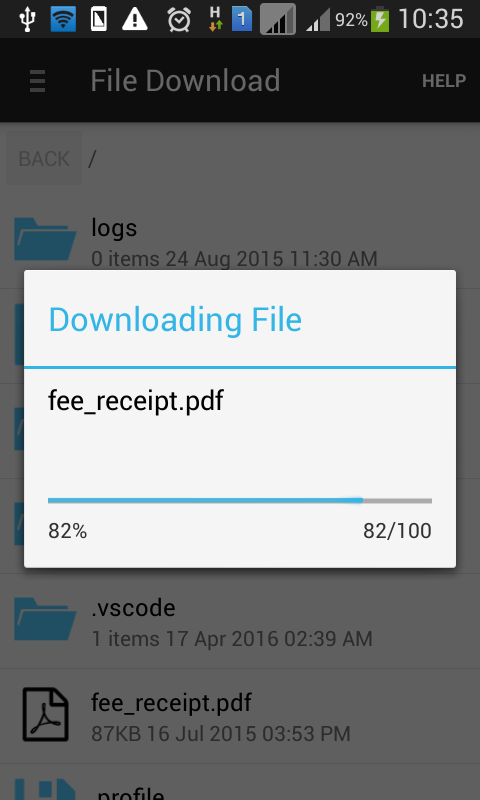 H 1 92% 10:35
File Download HELP
BACK /
logs
0 items 24 Aug 2015 11:30 AM
Downloading File
fee_receipt.pdf
82% 82/100
.vscode
1 items 17 Apr 2016 02:39 AM
fee_receipt.pdf
87KB 16 Jul 2015 03:53 PM
.profile